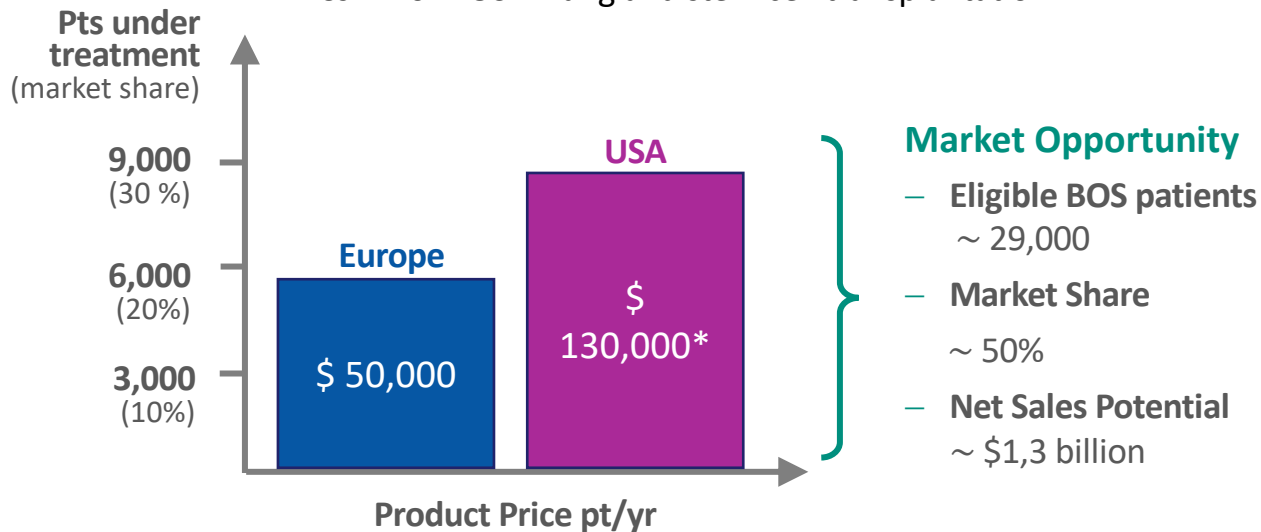 Pts under
treatment
(market share)
9,000
(30 %)
6,000
(20%)
3,000
(10%)
Europe
$ 50,000
USA
$
130,000*
Product Price pt/yr
Market Opportunity
– Eligible BOS patients
~ 29,000
– Market Share
~ 50%
– Net Sales Potential
~ $1,3 billion